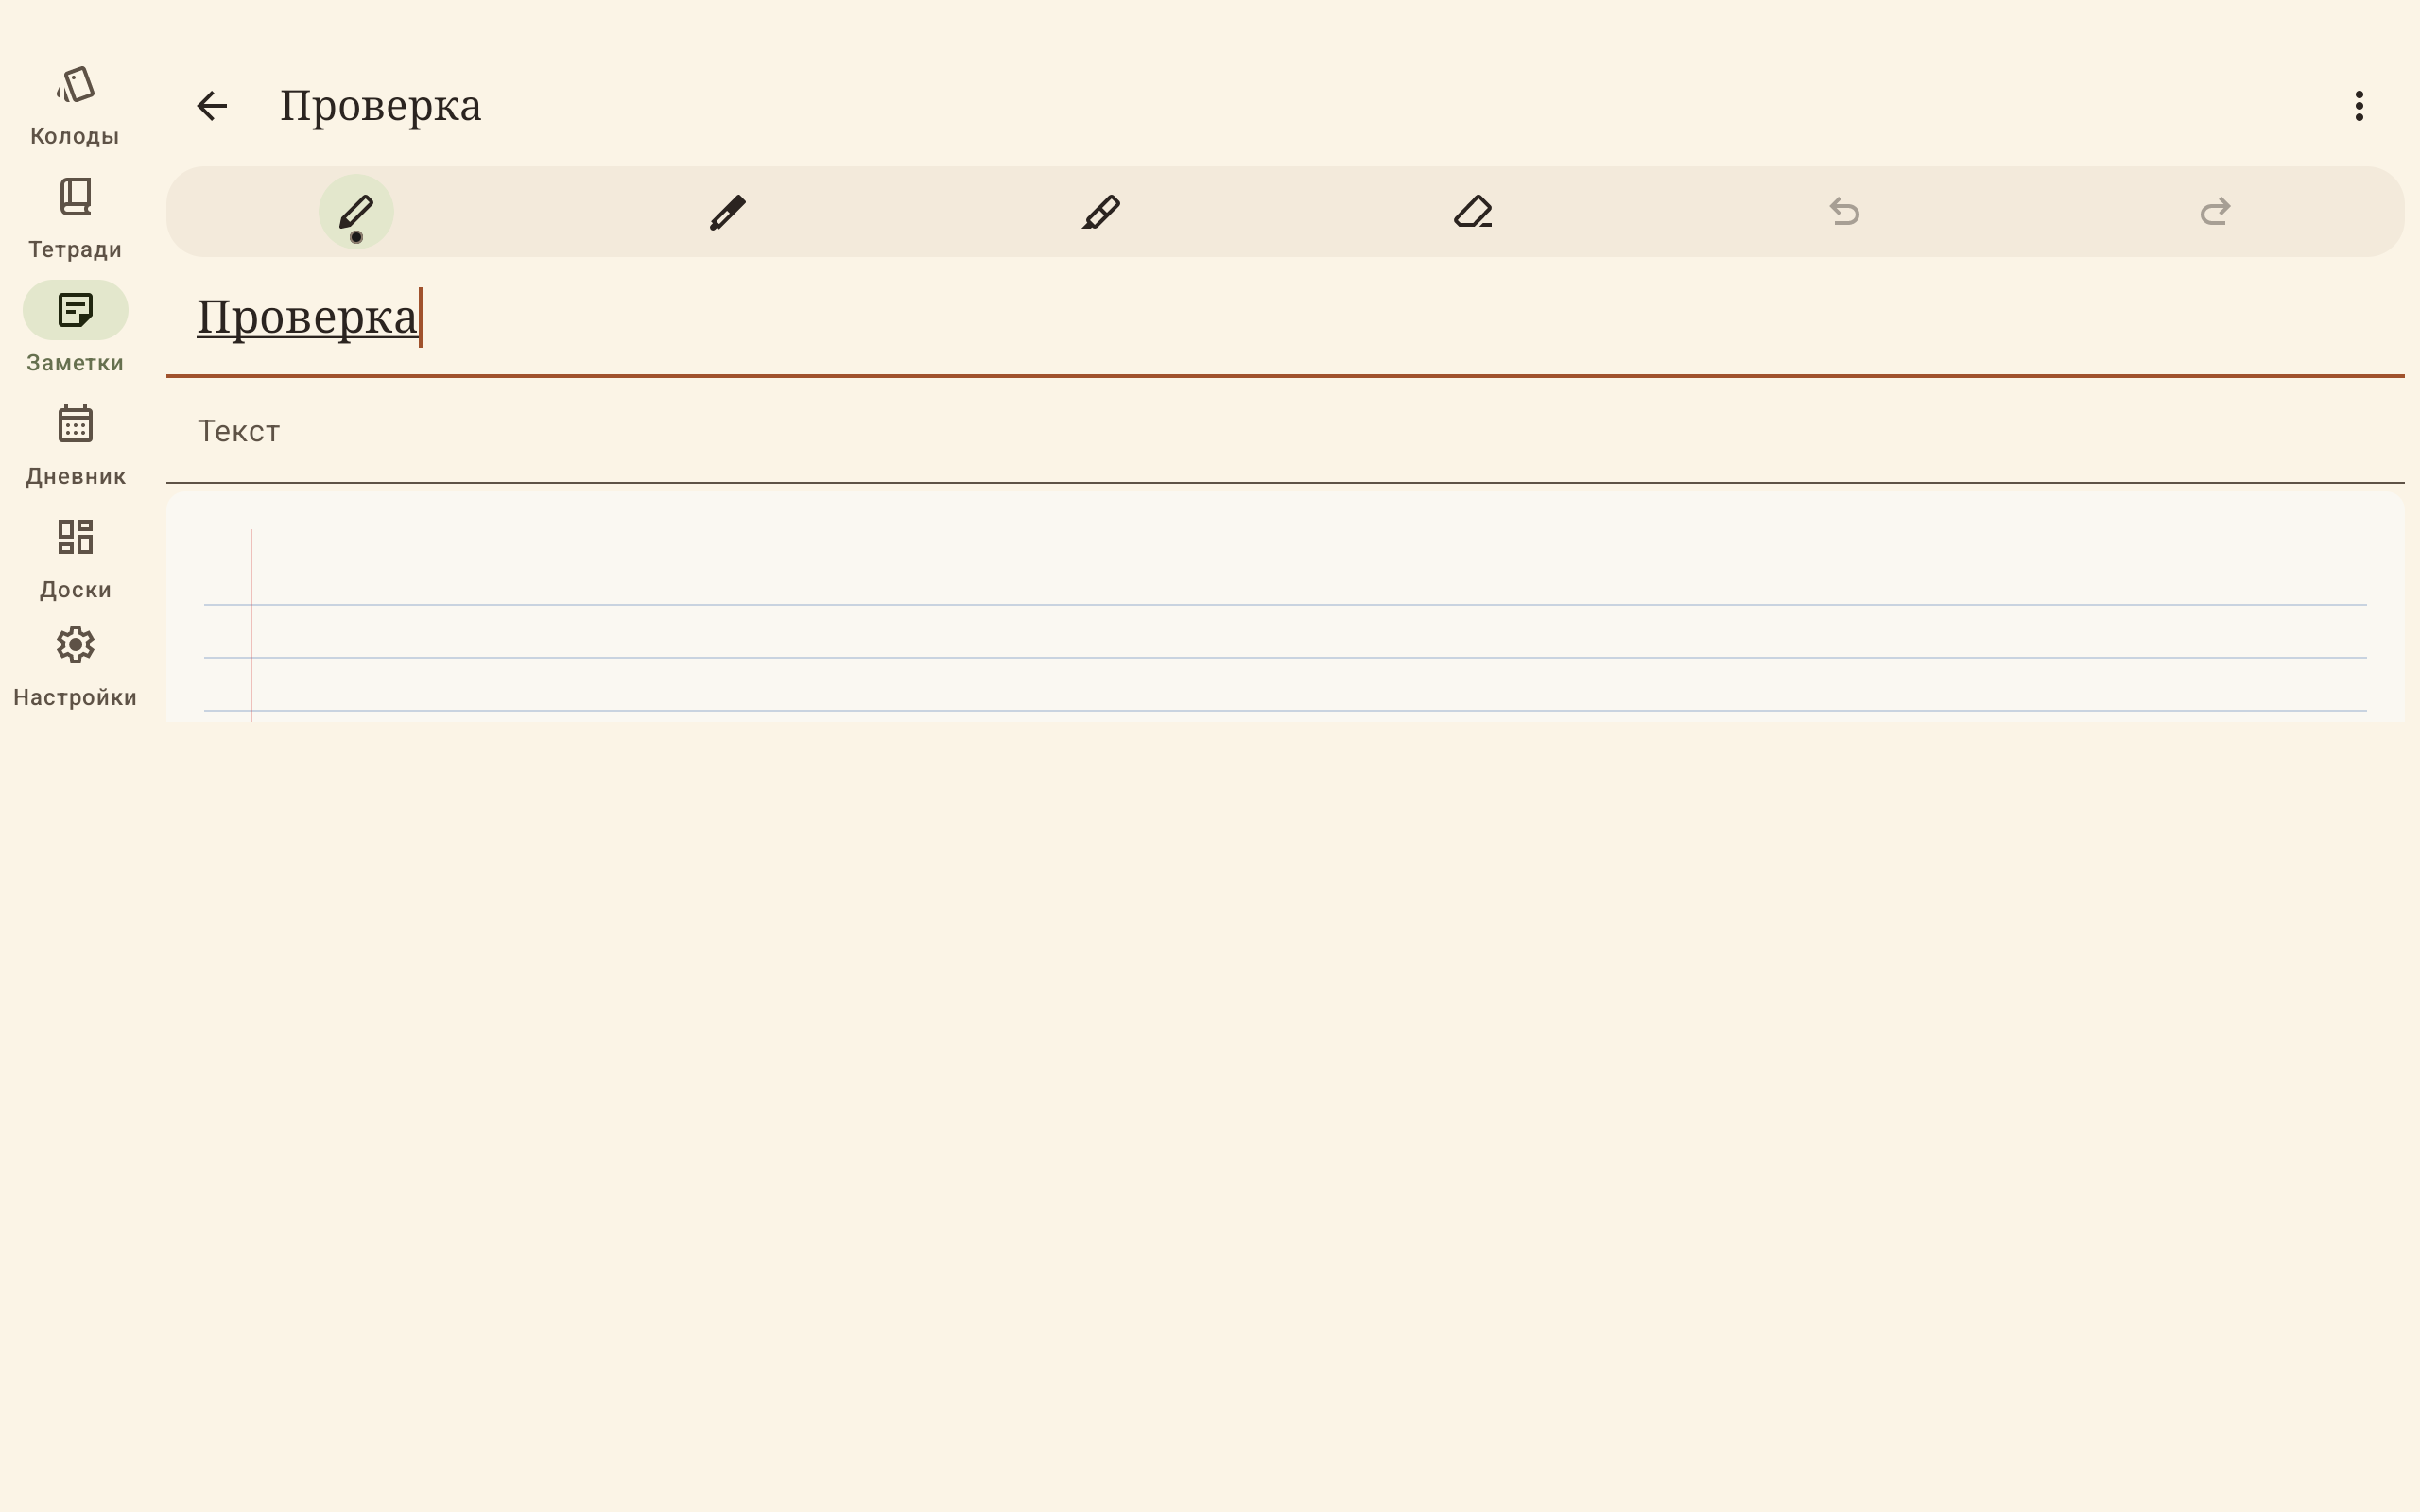 Проверка
Колоды
Тетради
Заметки
Дневник
Доски
Настройки
Проверка
Текст